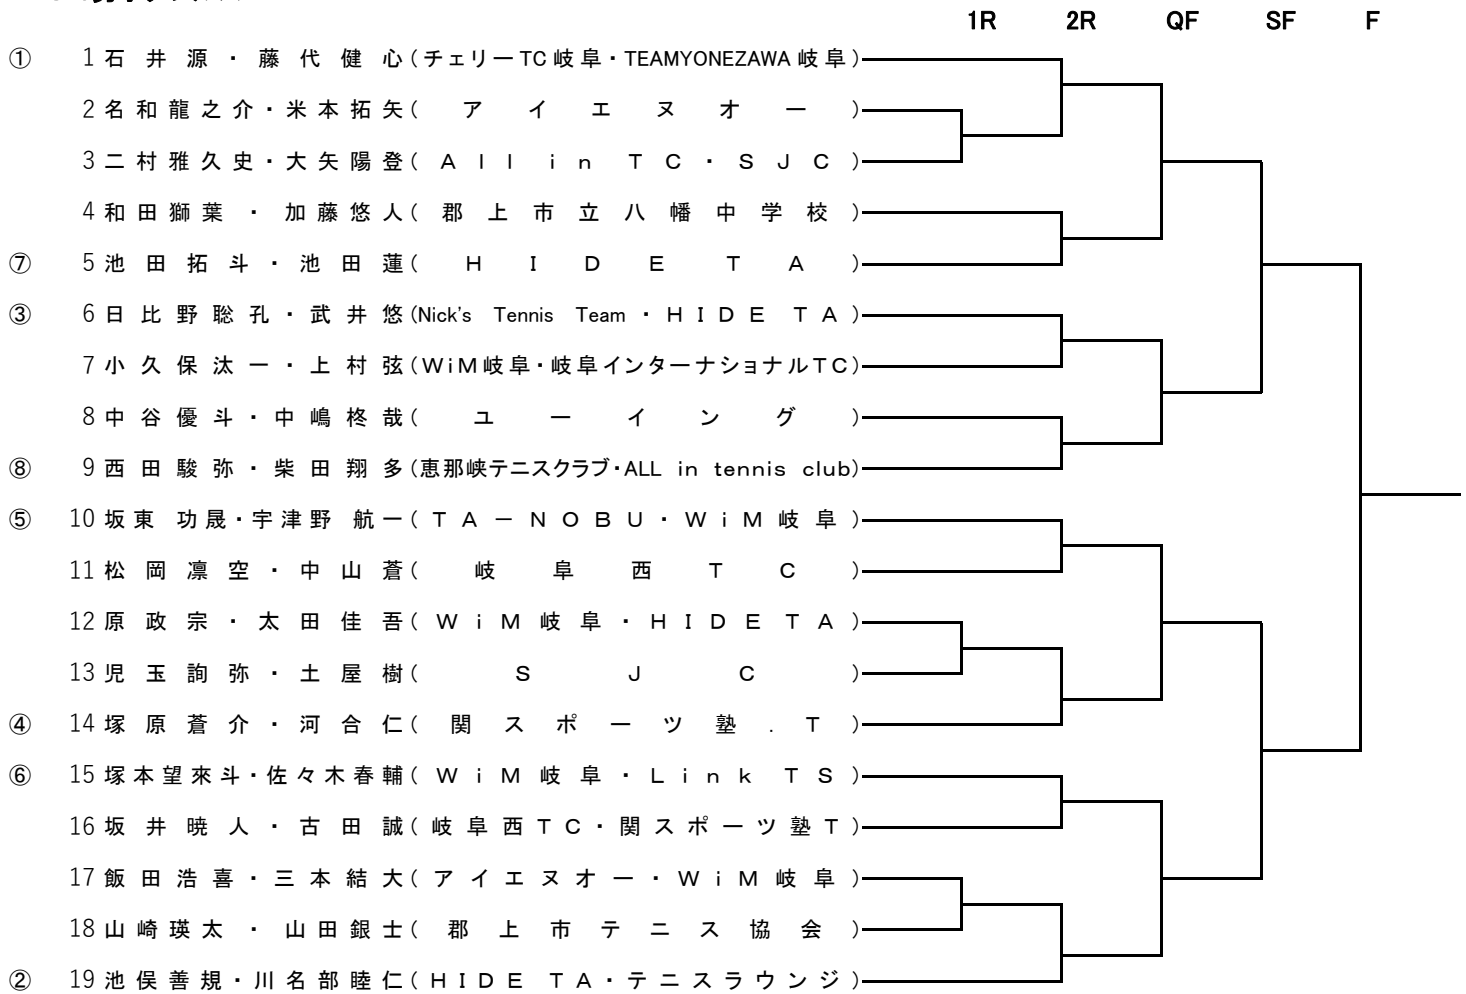 1R 2R QF SF F
① 1 石井源・藤代健心(チェリーTC岐阜・TEAMYONEZAWA岐阜)
2 名和龍之介・米本拓矢(アイエヌオー)
3 二村雅久史・大矢陽登(All in TC・SJC)
4 和田獅葉・加藤悠人(郡上市立八幡中学校)
⑦ 5 池田拓斗・池田蓮(HIDE TA)
③ 6 日比野聡孔・武井悠(Nick's Tennis Team・HIDE TA)
7 小久保汰一・上村弦(WiM岐阜・岐阜インターナショナルTC)
8 中谷優斗・中嶋柊哉(ユーイング)
⑧ 9 西田駿弥・柴田翔多(恵那峡テニスクラブ・ALL in tennis club)
⑤ 10 坂東 功晟・宇津野 航一(TA-NOBU・WiM岐阜)
11 松岡凛空・中山蒼(岐阜西TC)
12 原政宗・太田佳吾(WiM岐阜・HIDETA)
13 児玉詢弥・土屋樹(SJC)
④ 14 塚原蒼介・河合仁(関スポーツ塾.T)
⑥ 15 塚本望來斗・佐々木春輔(WiM岐阜・Link TS)
16 坂井暁人・古田誠(岐阜西TC・関スポーツ塾T)
17 飯田浩喜・三本結大(アイエヌオー・WiM岐阜)
18 山崎瑛太・山田銀士(郡上市テニス協会)
② 19 池俣善規・川名部睦仁(HIDE TA・テニスラウンジ)